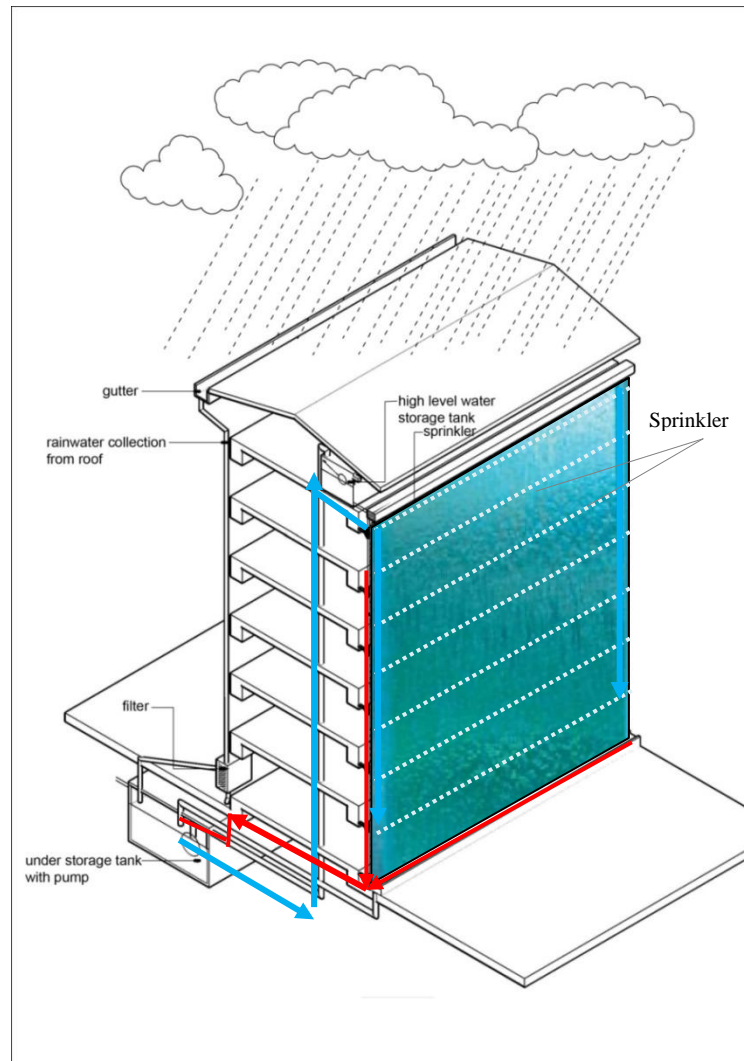 gutter
high level water
storage tank
sprinkler
Sprinkler
rainwater collection
from roof
filter
under storage tank
with pump